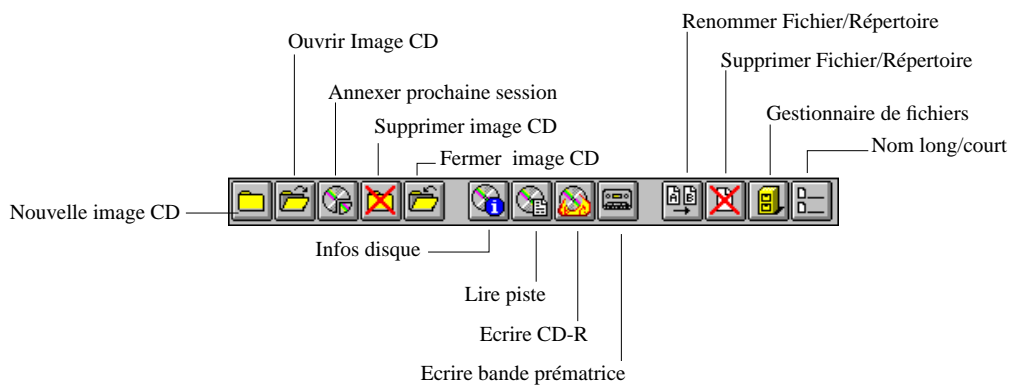 Renommer Fichier/Répertoire
Ouvrir Image CD
Supprimer Fichier/Répertoire
Annexer prochaine session
Gestionnaire de fichiers
Supprimer image CD
Nom long/court
Fermer image CD
A B
Nouvelle image CD
Infos disque
Lire piste
Ecrire CD-R
Ecrire bande prématrice